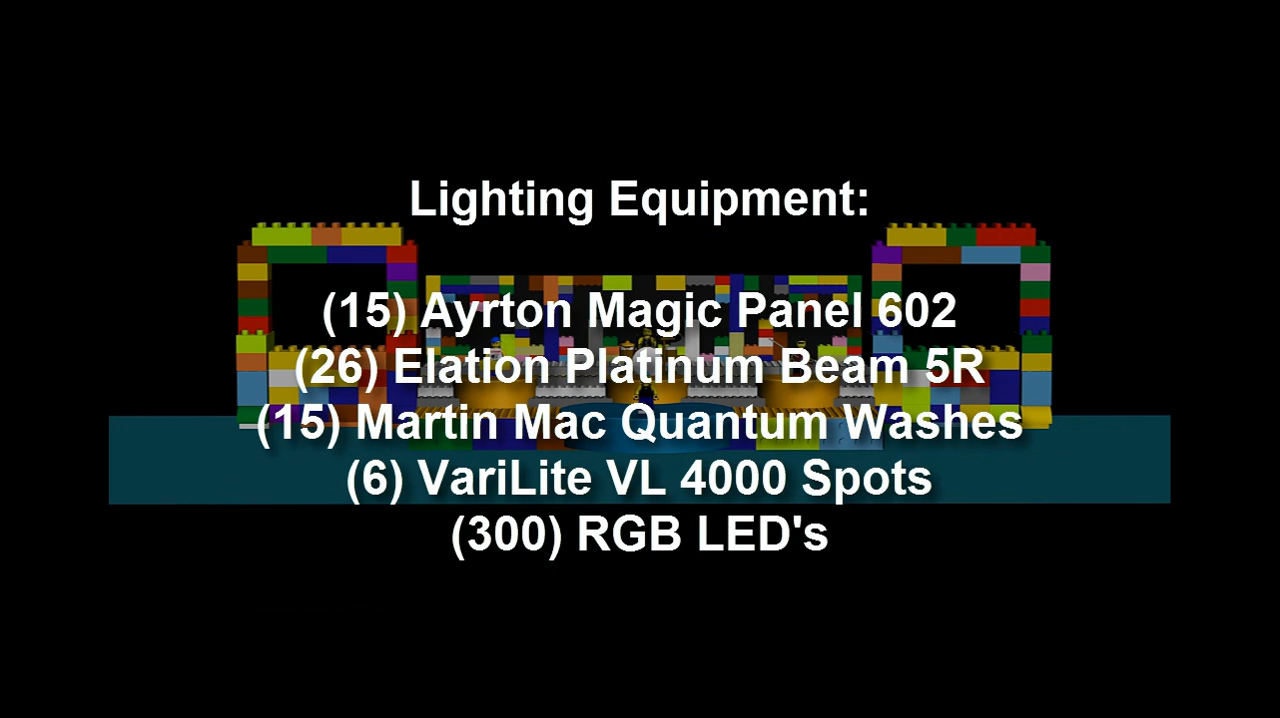 Lighting Equipment:
(15) Ayrton Magic Panel 602
(26) Elation Platinum Beam 5R
(15) Martin Mac Quantum Washes
(6) VariLite VL 4000 Spots
(300) RGB LED's